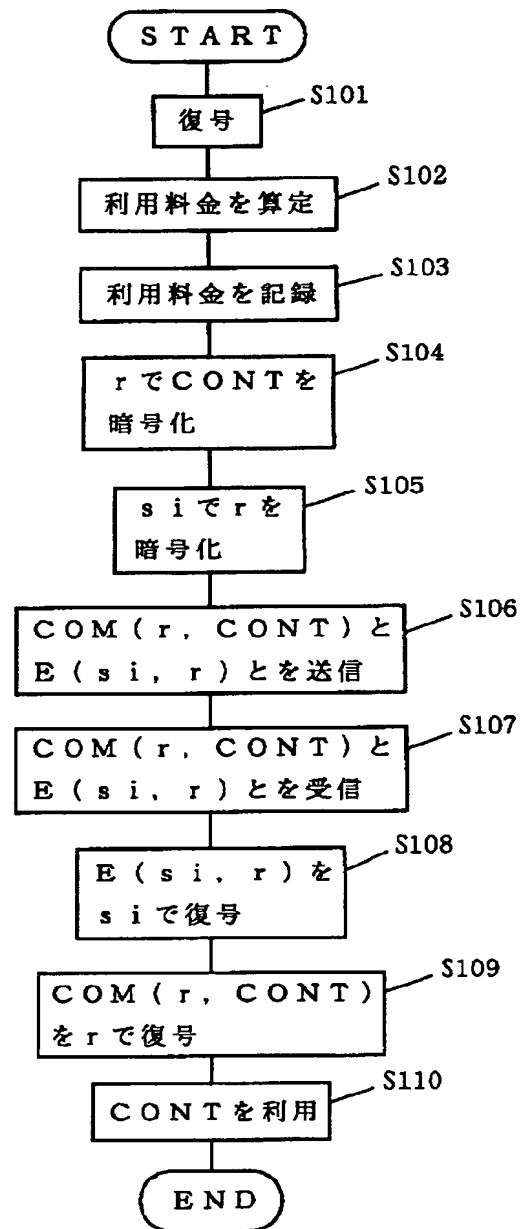 START
S101
復号
S102
利用料金を算定
S103
利用料金を記録
S104
rでCONTを
暗号化
S105
siでrを
暗号化
S106
COM(r, CONT)と
E(si, r)とを送信
S107
COM(r, CONT)と
E(si, r)とを受信
S108
E(si, r)を
siで復号
S109
COM(r, CONT)
をrで復号
S110
CONTを利用
END